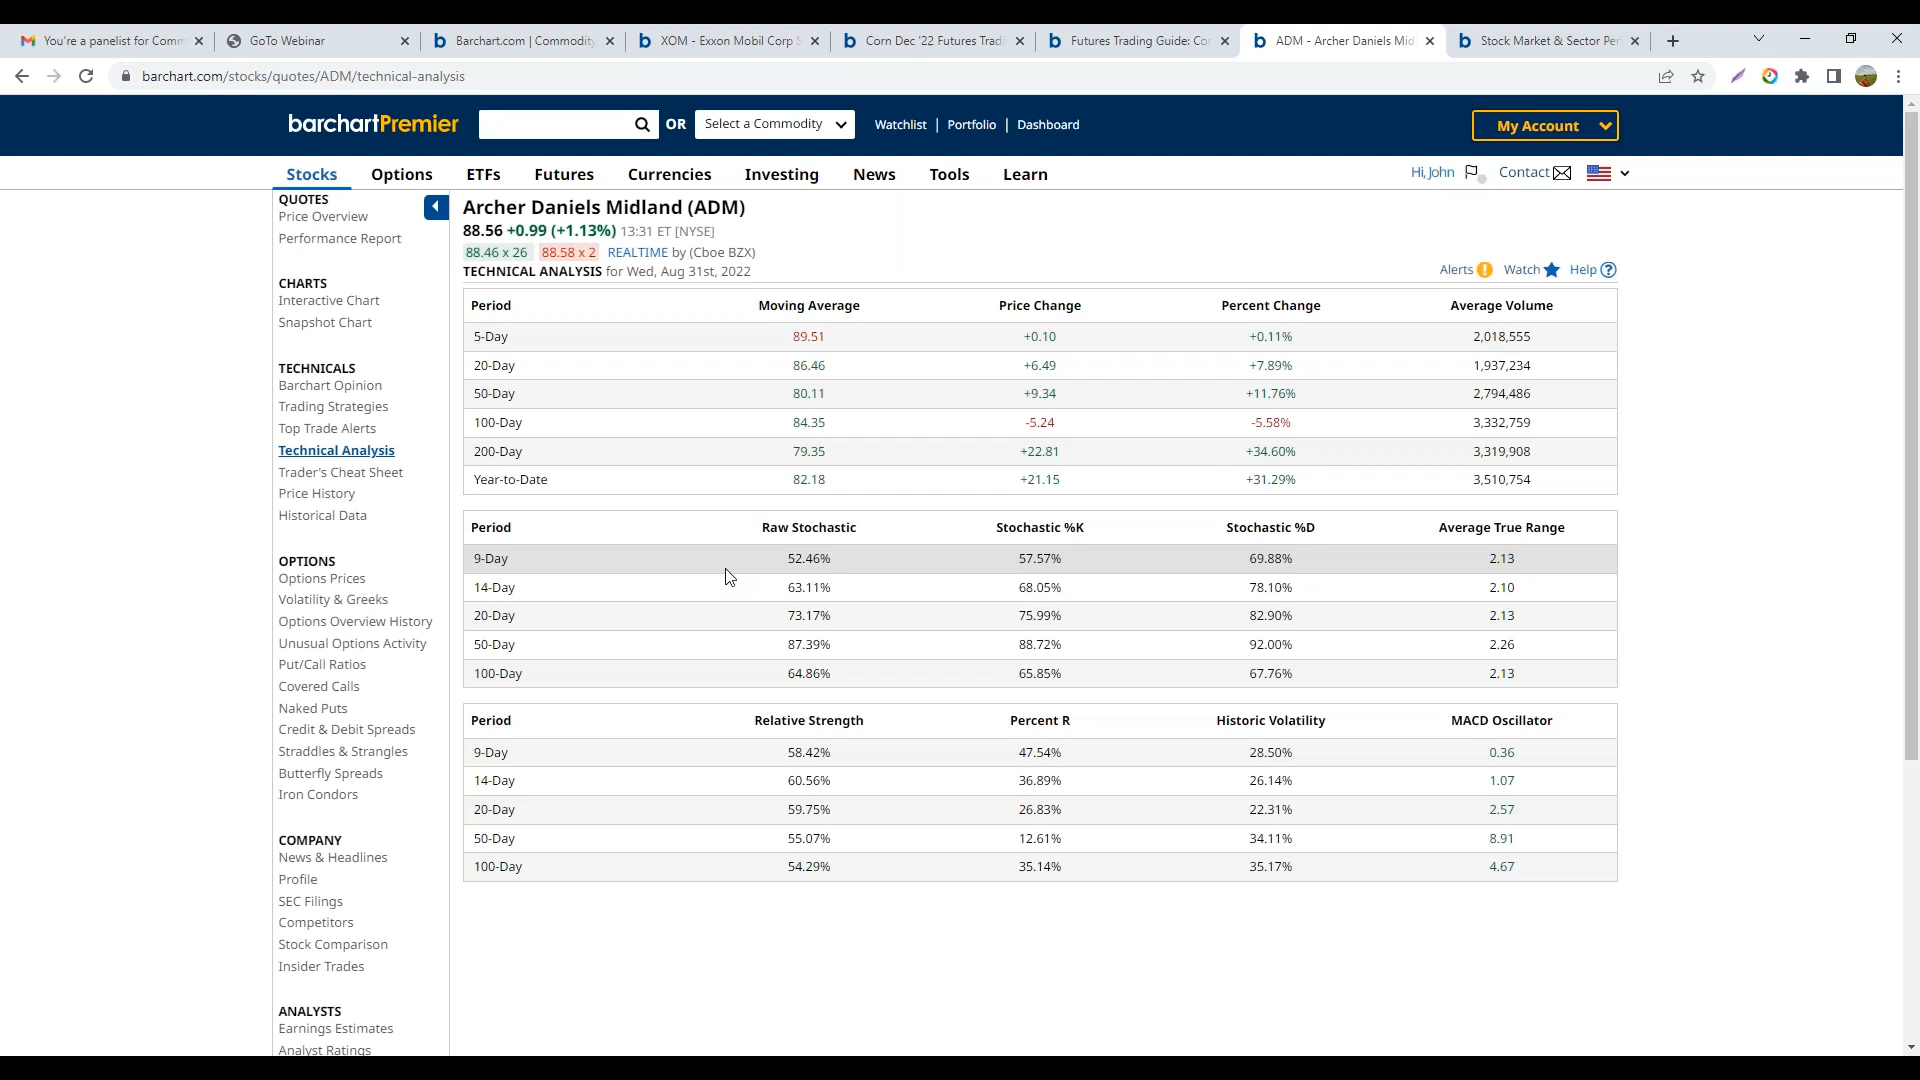 You're a panelist for Comm
GoTo Webinar
Barchart.com | Commodity
XOM - Exxon Mobil Corp S
Corn Dec '22 Futures Tradi
Futures Trading Guide: Co
ADM - Archer Daniels Mid
Stock Market & Sector Per
barchart.com/stocks/quotes/ADM/technical-analysis
barchartPremier
OR
Select a Commodity
Watchlist | Portfolio | Dashboard
My Account
Stocks
Options
ETFs
Futures
Currencies
Investing
News
Tools
Learn
Hi, John
Contact
QUOTES
Price Overview
Performance Report
CHARTS
Interactive Chart
Snapshot Chart
TECHNICALS
Barchart Opinion
Trading Strategies
Top Trade Alerts
Technical Analysis
Trader's Cheat Sheet
Price History
Historical Data
OPTIONS
Options Prices
Volatility & Greeks
Options Overview History
Unusual Options Activity
Put/Call Ratios
Covered Calls
Naked Puts
Credit & Debit Spreads
Straddles & Strangles
Butterfly Spreads
Iron Condors
COMPANY
News & Headlines
Profile
SEC Filings
Competitors
Stock Comparison
Insider Trades
ANALYSTS
Earnings Estimates
Analyst Ratings
Archer Daniels Midland (ADM)
88.56 +0.99 (+1.13%) 13:31 ET [NYSE]
88.46 x 26 88.58 x 2 REALTIME by (Cboe BZX)
TECHNICAL ANALYSIS for Wed, Aug 31st, 2022
Alerts Watch Help
Period Moving Average Price Change Percent Change Average Volume
5-Day 89.51 +0.10 +0.11% 2,018,555
20-Day 86.46 +6.49 +7.89% 1,937,234
50-Day 80.11 +9.34 +11.76% 2,794,486
100-Day 84.35 -5.24 -5.58% 3,332,759
200-Day 79.35 +22.81 +34.60% 3,319,908
Year-to-Date 82.18 +21.15 +31.29% 3,510,754
Period Raw Stochastic Stochastic %K Stochastic %D Average True Range
9-Day 52.46% 57.57% 69.88% 2.13
14-Day 63.11% 68.05% 78.10% 2.10
20-Day 73.17% 75.99% 82.90% 2.13
50-Day 87.39% 88.72% 92.00% 2.26
100-Day 64.86% 65.85% 67.76% 2.13
Period Relative Strength Percent R Historic Volatility MACD Oscillator
9-Day 58.42% 47.54% 28.50% 0.36
14-Day 60.56% 36.89% 26.14% 1.07
20-Day 59.75% 26.83% 22.31% 2.57
50-Day 55.07% 12.61% 34.11% 8.91
100-Day 54.29% 35.14% 35.17% 4.67